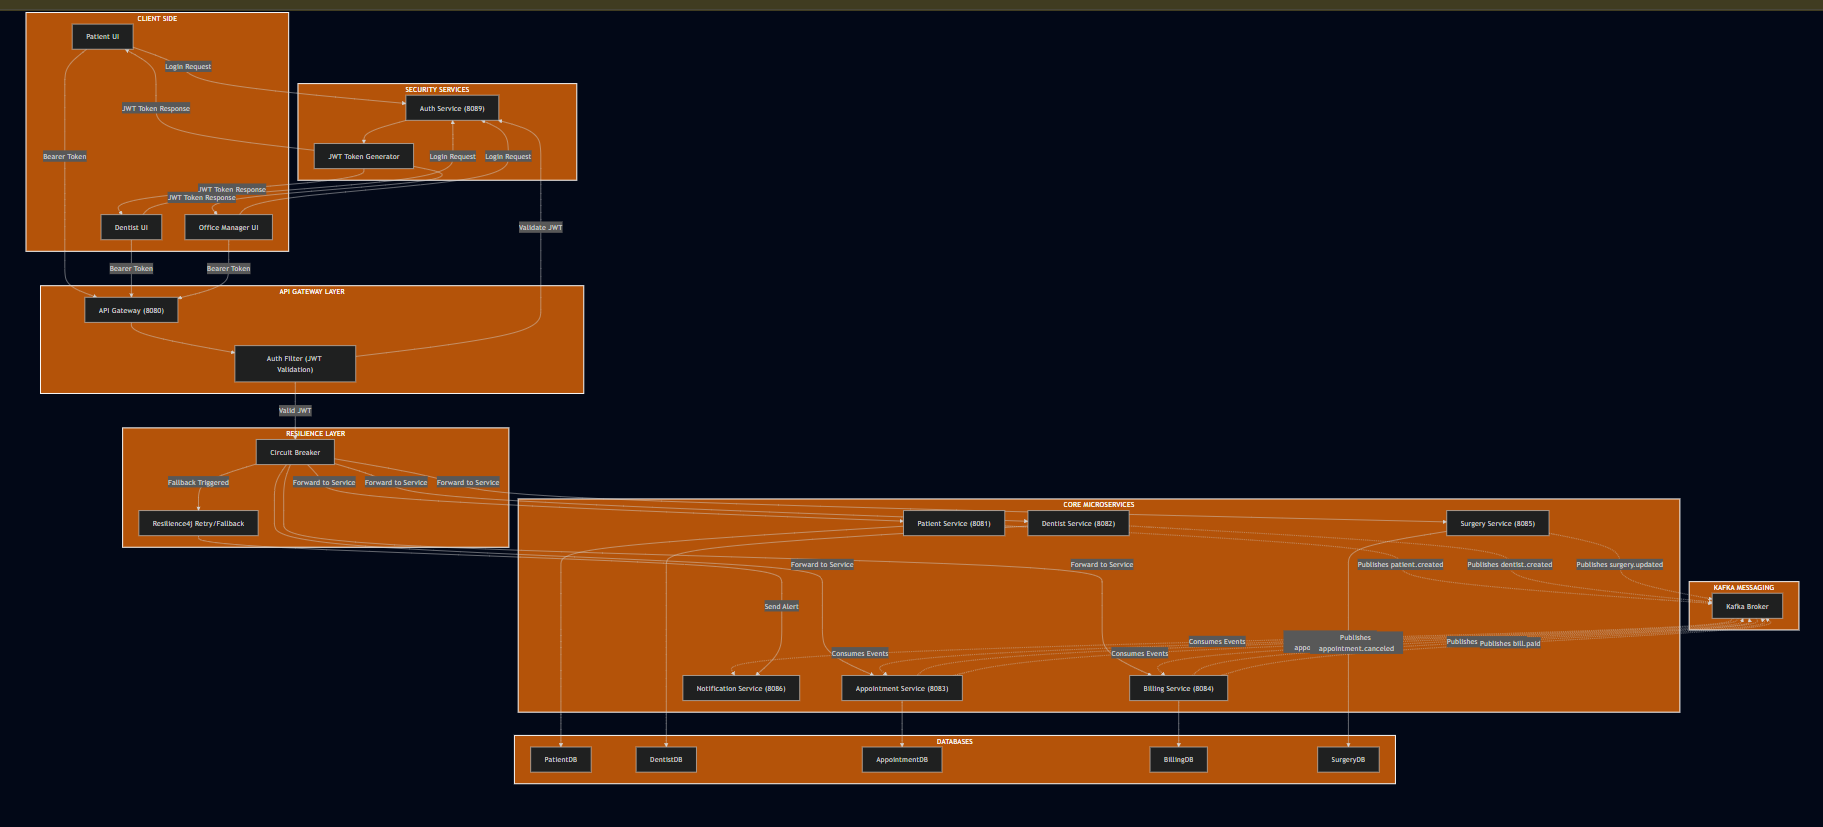 CLIENT SIDE
Patient UI
Login Request
SECURITY SERVICES
Auth Service (8089)
JWT Token Response
Bearer Token
JWT Token Generator
Login Request
Login Request
JWT Token Response
JWT Token Response
Dentist UI
Office Manager UI
Validate JWT
Bearer Token
Bearer Token
API GATEWAY LAYER
API Gateway (8080)
Auth Filter (JWT
Validation)
Valid JWT
RESILIENCE LAYER
Circuit Breaker
Fallback Triggered
Forward to Service
Forward to Service
Forward to Service
Resilience4J Retry/Fallback
CORE MICROSERVICES
Patient Service (8081)
Dentist Service (8082)
Surgery Service (8085)
Forward to Service
Forward to Service
Publishes patient.created
Publishes dentist.created
Publishes surgery.updated
KAFKA MESSAGING
Kafka Broker
Send Alert
Consumes Events
Publishes
appo
appointment.canceled
Publishes
Publishes bill.paid
Consumes Events
Consumes Events
Notification Service (8086)
Appointment Service (8083)
Billing Service (8084)
DATABASES
PatientDB
DentistDB
AppointmentDB
BillingDB
SurgeryDB